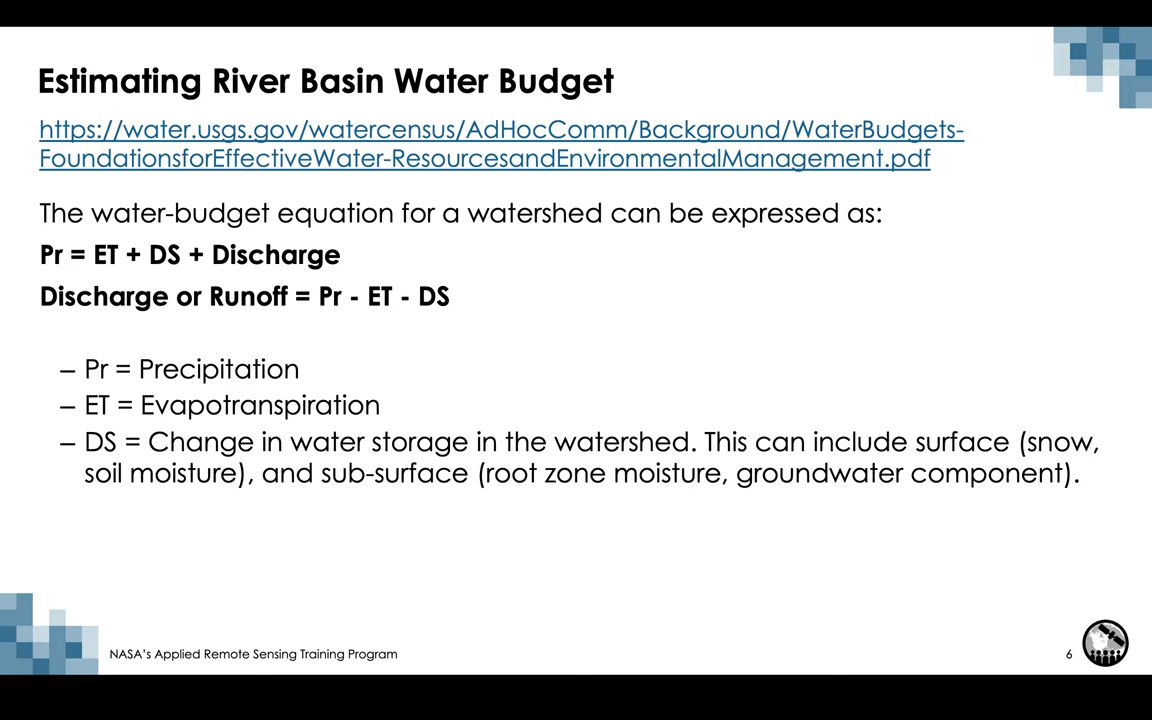 Estimating River Basin Water Budget
https://water.usgs.gov/watercensus/AdHocComm/Background/WaterBudgets-
FoundationsforEffectiveWater-ResourcesandEnvironmentalManagement.pdf
The water-budget equation for a watershed can be expressed as:
Pr = ET + DS + Discharge
Discharge or Runoff = Pr - ET - DS
– Pr = Precipitation
– ET = Evapotranspiration
– DS = Change in water storage in the watershed. This can include surface (snow,
soil moisture), and sub-surface (root zone moisture, groundwater component).
NASA's Applied Remote Sensing Training Program
6